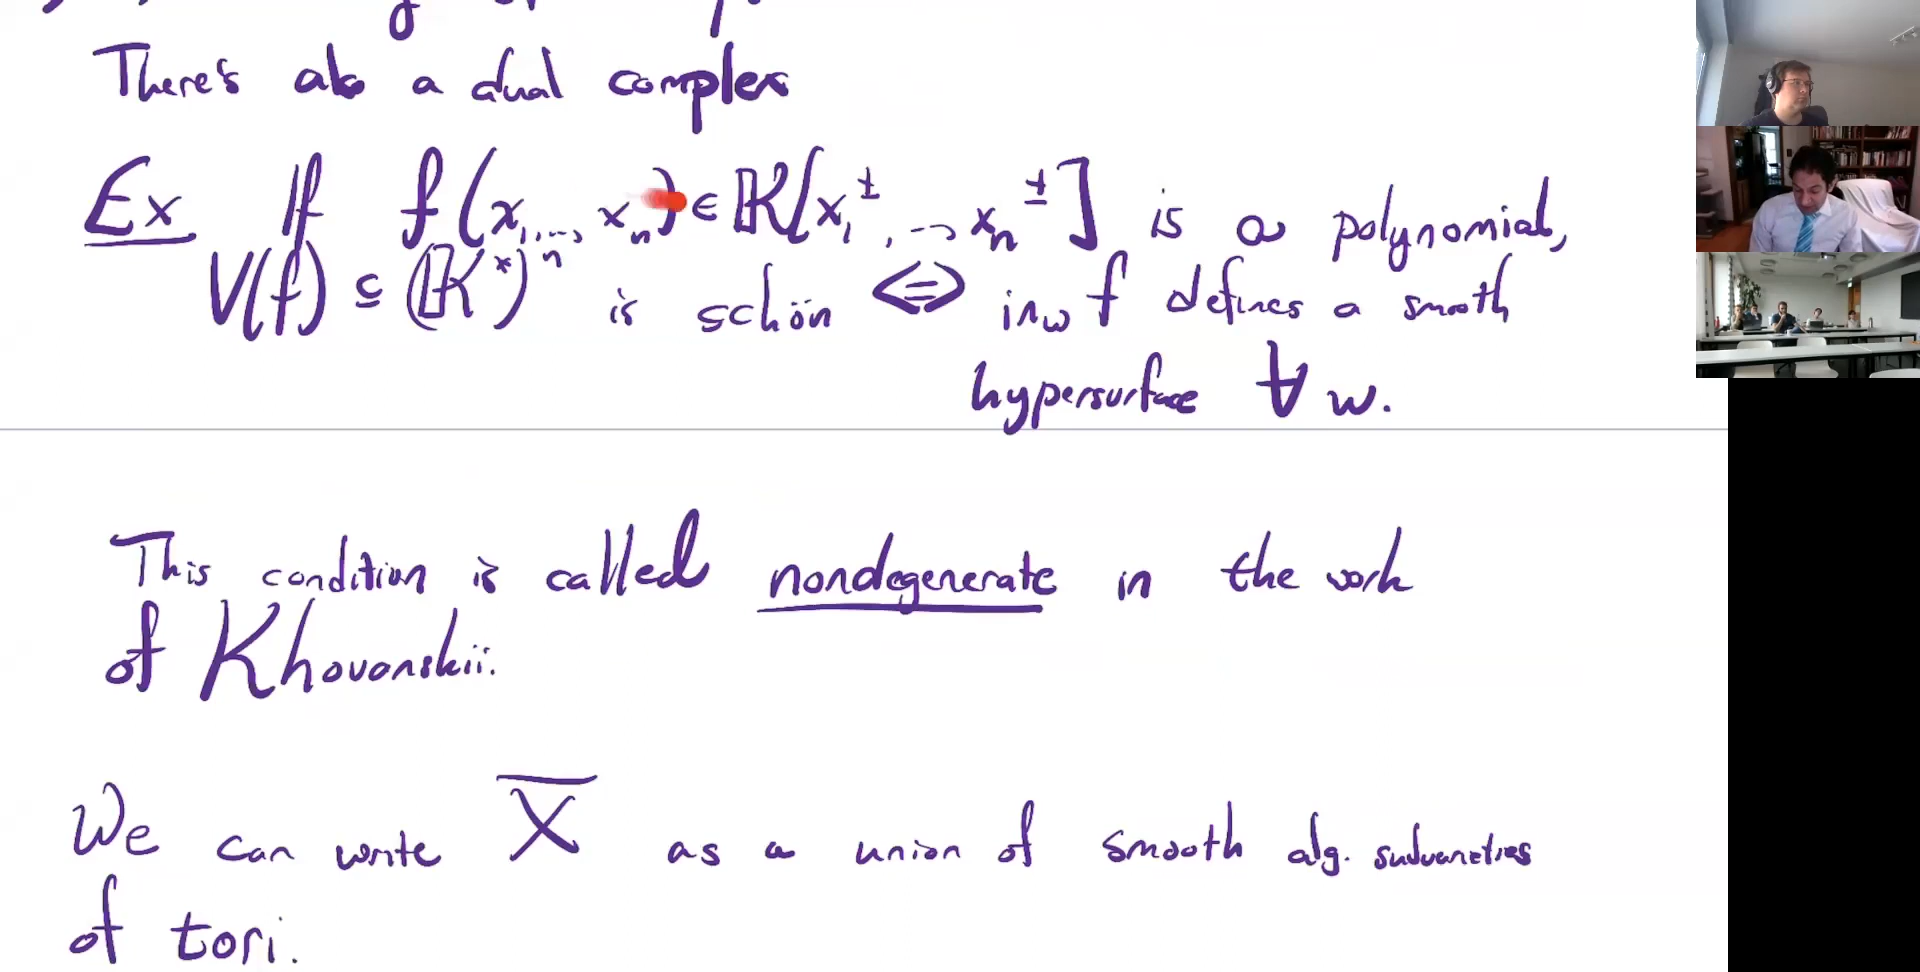 There's also a dual complex
Ex If f(x₁,..., xₙ) ∈ 𝕂[x₁^±, ..., xₙ^±] is a polynomial,
V(f) ⊆ (𝕂^×)^n is schön <=> in_w f defines a smooth
hypersurface ∀ w.
This condition is called nondegenerate in the work
of Khovanskii.
We can write X̅ as a union of smooth alg. subvarieties
of tori.